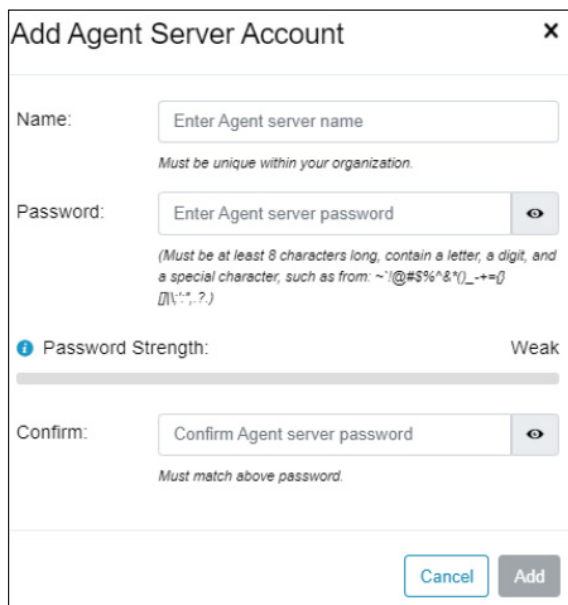 Add Agent Server Account ×
Name: Enter Agent server name
Must be unique within your organization.
Password: Enter Agent server password
(Must be at least 8 characters long, contain a letter, a digit, and
a special character, such as from: ~`!@#$%^&*()_-+={}
[]|\;':",.?.)
Password Strength: Weak
Confirm: Confirm Agent server password
Must match above password.
Cancel Add